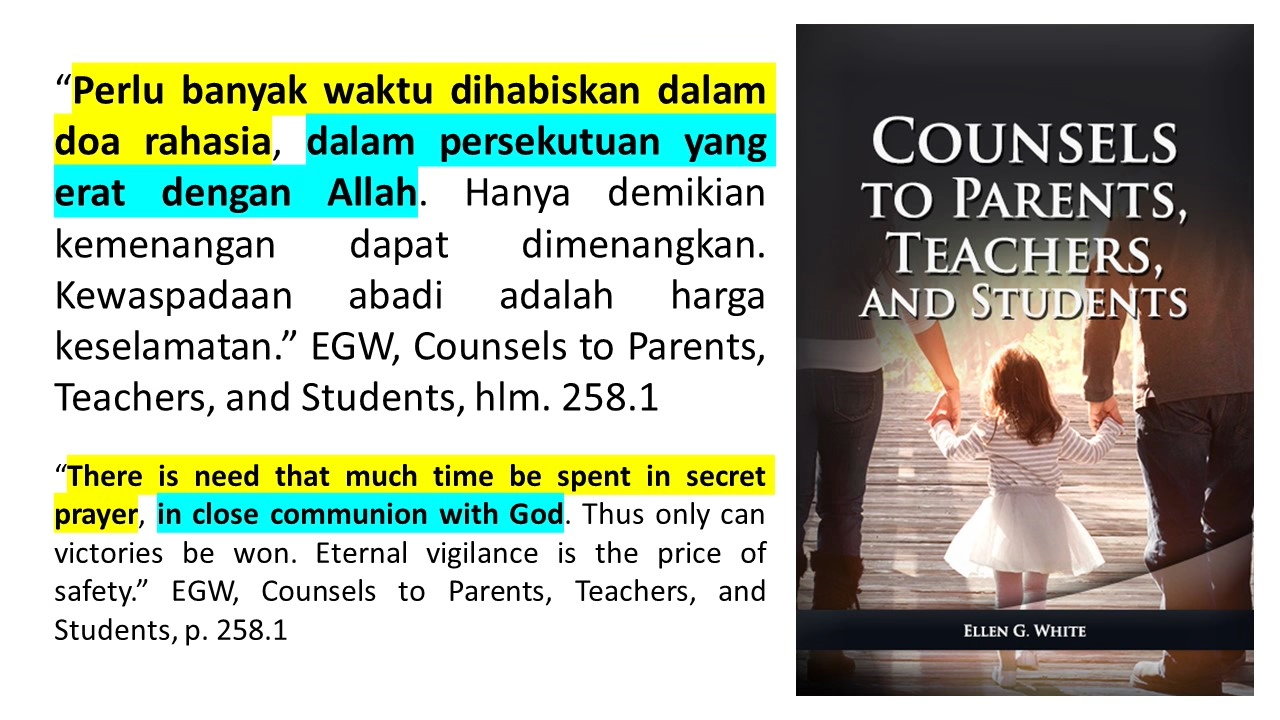 “Perlu banyak waktu dihabiskan dalam
doa rahasia, dalam persekutuan yang
erat dengan Allah. Hanya demikian
kemenangan dapat dimenangkan.
Kewaspadaan abadi adalah harga
keselamatan.” EGW, Counsels to Parents,
Teachers, and Students, hlm. 258.1
“There is need that much time be spent in secret
prayer, in close communion with God. Thus only can
victories be won. Eternal vigilance is the price of
safety.” EGW, Counsels to Parents, Teachers, and
Students, p. 258.1
COUNSELS
TO PARENTS,
TEACHERS,
AND STUDENTS
ELLEN G. WHITE